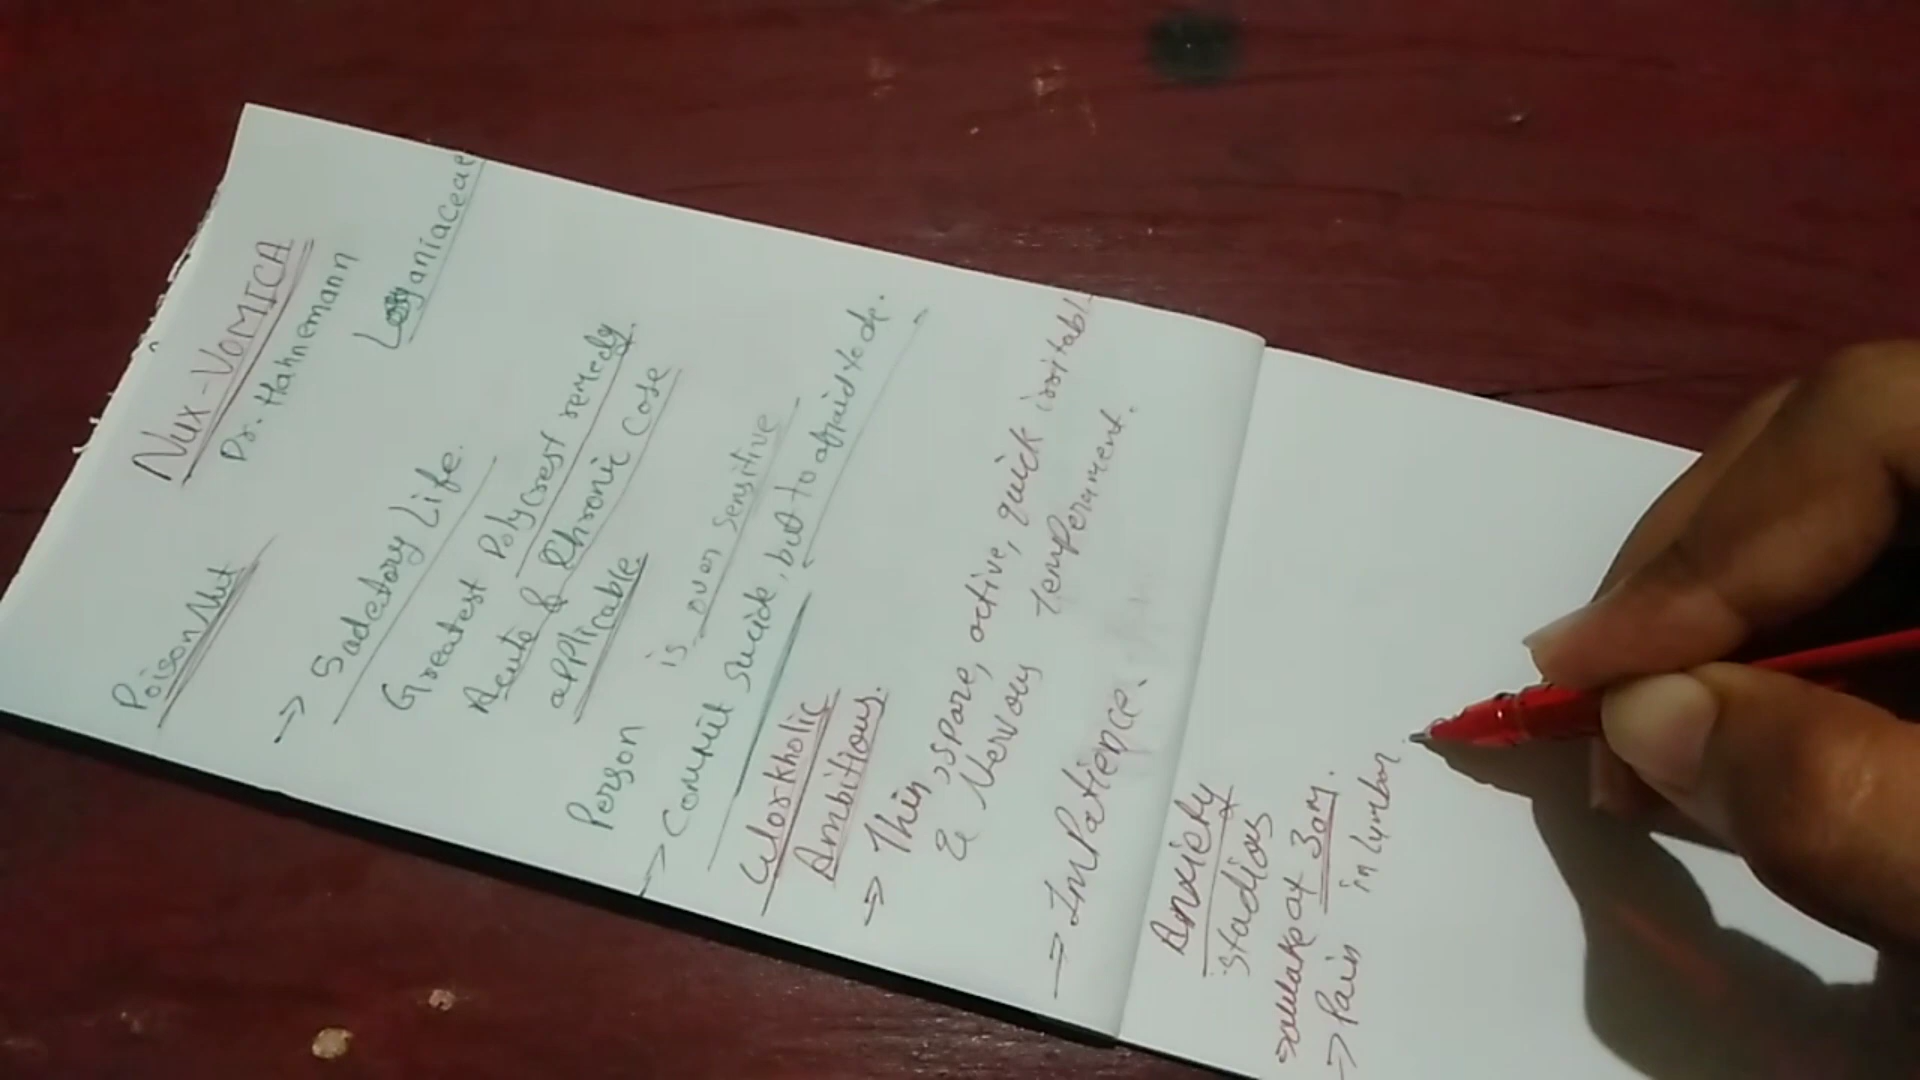 NUX-VOMICA
Dr. Hahnemann
Poison Nut
Loganiaceae
→ Sadetary Life.
Greatest Polycrest remedy
Acute & Chronic Case
applicable
Person is over sensitive
→ Commit Suicide, but to afraid to do.
Workholic
Ambitious.
→ Thin, spare, active, quick irritabl
& Nervous temperament.
→ Impatience.
Anxiety
Studios
→ awake at 3am.
→ Pain in lumbar